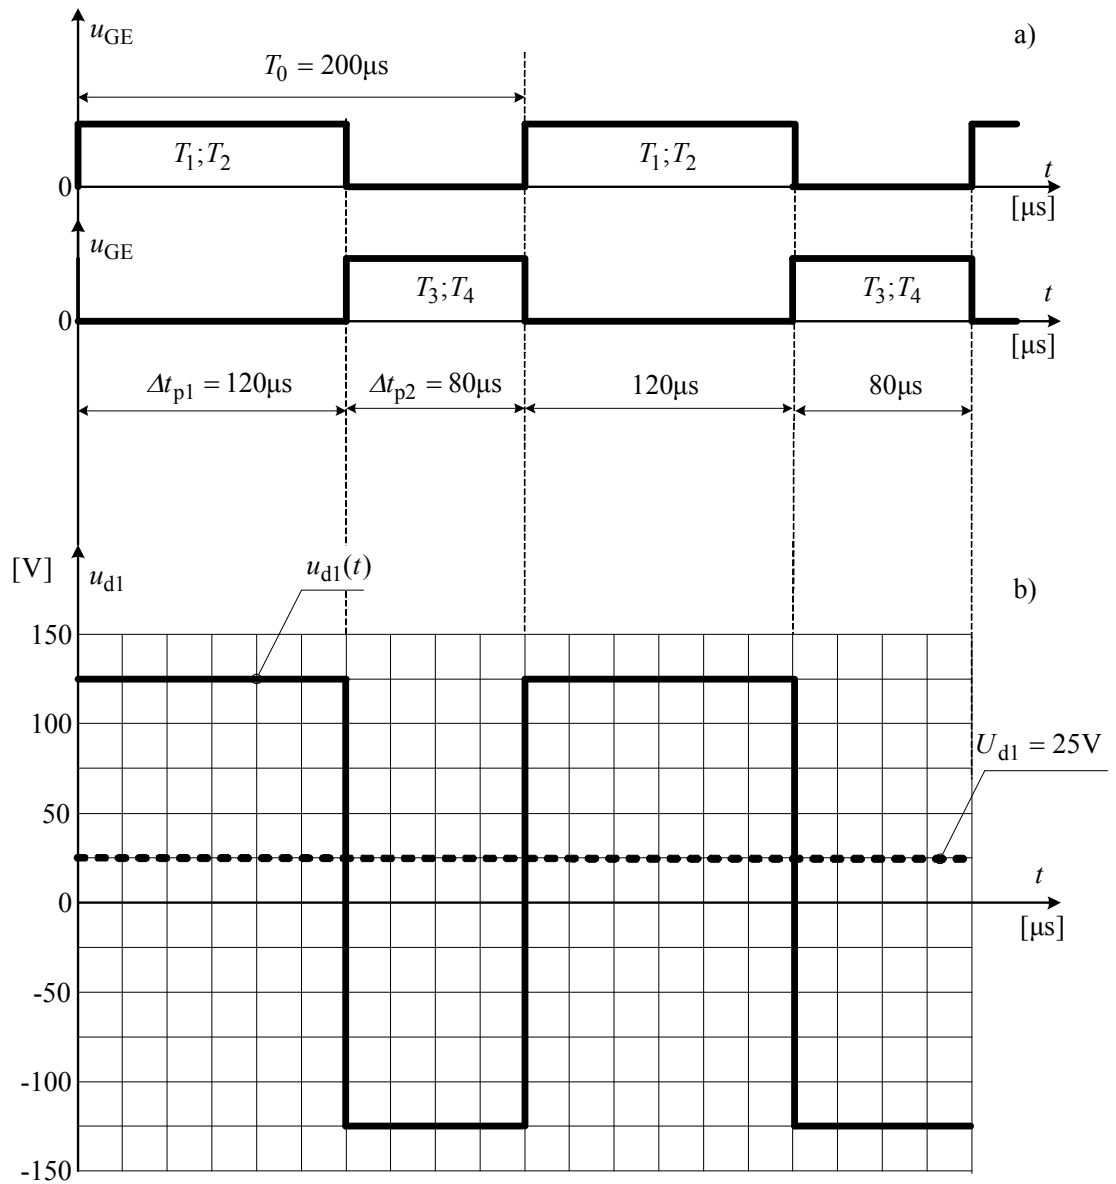 u_GE
a)
T_0 = 200μs
T_1;T_2
T_1;T_2
0
t
[μs]
u_GE
T_3;T_4
T_3;T_4
0
t
[μs]
Δt_p1 = 120μs
Δt_p2 = 80μs
120μs
80μs
[V]
u_d1
u_d1(t)
b)
150
100
U_d1 = 25V
50
25
0
t
[μs]
-50
-100
-150